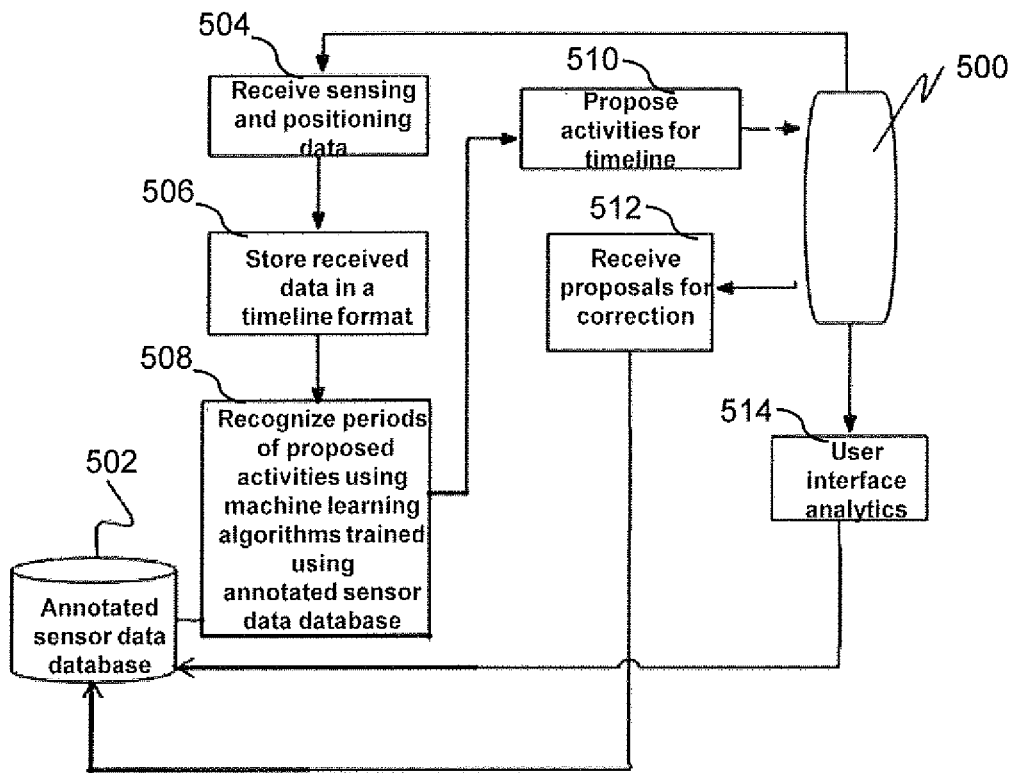 504
Receive sensing
and positioning
data
506
Store received
data in a
timeline format
508
Recognize periods
of proposed
activities using
machine learning
algorithms trained
using
annotated sensor
data database
502
Annotated
sensor data
database
510
Propose
activities for
timeline
512
Receive
proposals for
correction
500
514
User
interface
analytics